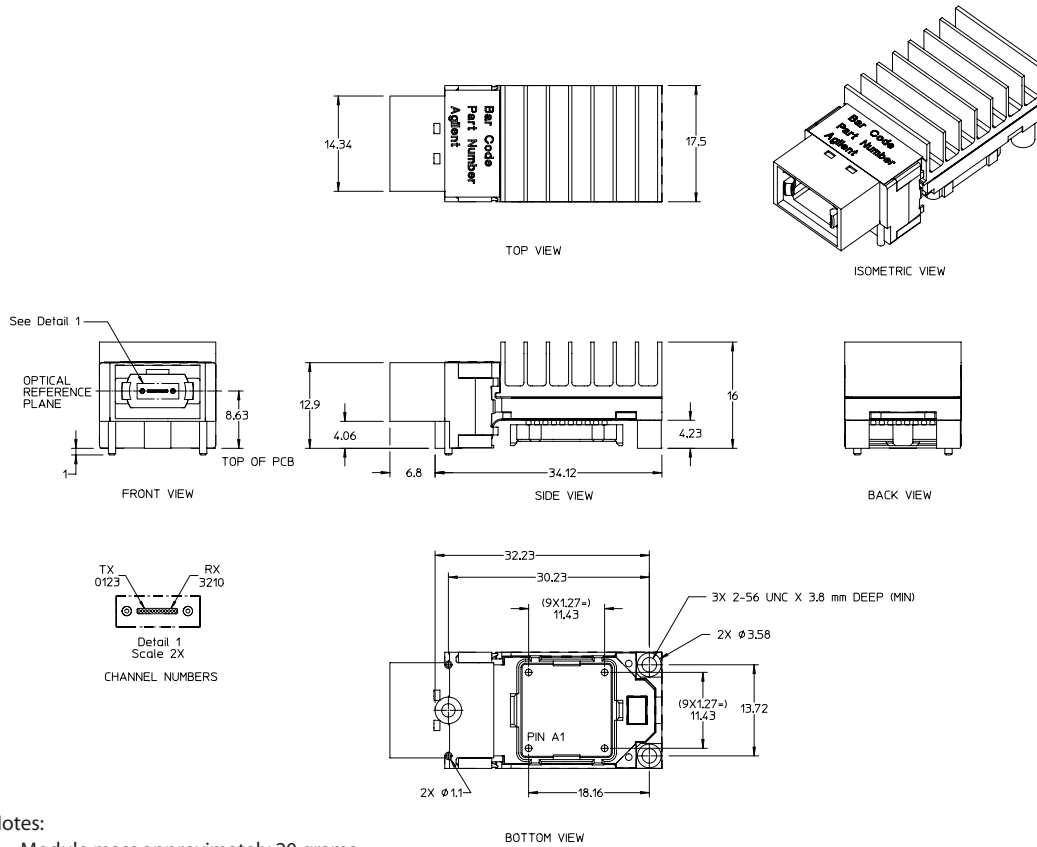 14.34
Bar Code
Part Number
Agilent
17.5
TOP VIEW
Bar Code
Part Number
Agilent
ISOMETRIC VIEW
See Detail 1
OPTICAL
REFERENCE
PLANE
8.63
TOP OF PCB
1
FRONT VIEW
12.9
4.06
6.8
34.12
16
4.23
SIDE VIEW
BACK VIEW
TX
0123
RX
3210
Detail 1
Scale 2X
CHANNEL NUMBERS
32.23
30.23
(9X1.27=)
11.43
3X 2-56 UNC X 3.8 mm DEEP (MIN)
2X ϕ3.58
(9X1.27=)
11.43
13.72
PIN A1
2X ϕ1.1
18.16
BOTTOM VIEW
lotes: